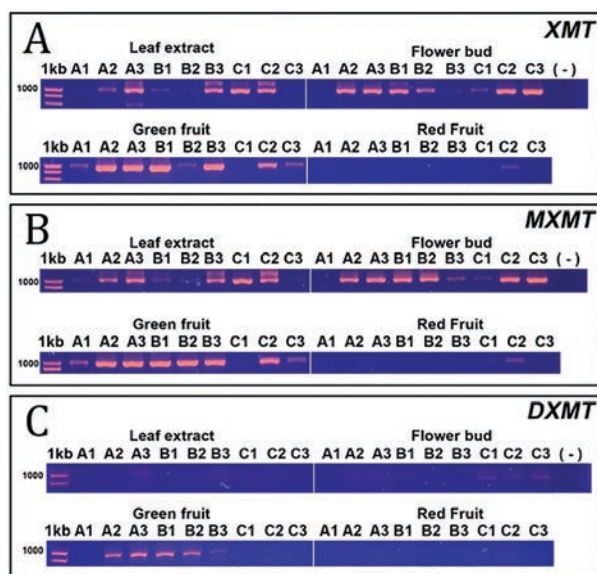 A XMT
Leaf extract Flower bud
1kb A1 A2 A3 B1 B2 B3 C1 C2 C3 A1 A2 A3 B1 B2 B3 C1 C2 C3 (-)
1000
Green fruit Red Fruit
A1 A2 A3 B1 B2 B3 C1 C2 C3 A1 A2 A3 B1 B2 B3 C1 C2 C3
1000
B MXMT
Leaf extract Flower bud
1kb A1 A2 A3 B1 B2 B3 C1 C2 C3 A1 A2 A3 B1 B2 B3 C1 C2 C3 (-)
1000
Green fruit Red Fruit
1kb A1 A2 A3 B1 B2 B3 C1 C2 C3 A1 A2 A3 B1 B2 B3 C1 C2 C3
1000
C DXMT
Leaf extract Flower bud
1kb A1 A2 A3 B1 B2 B3 C1 C2 C3 A1 A2 A3 B1 B2 B3 C1 C2 C3 (-)
1000
Green fruit Red Fruit
1kb A1 A2 A3 B1 B2 B3 C1 C2 C3 A1 A2 A3 B1 B2 B3 C1 C2 C3
1000